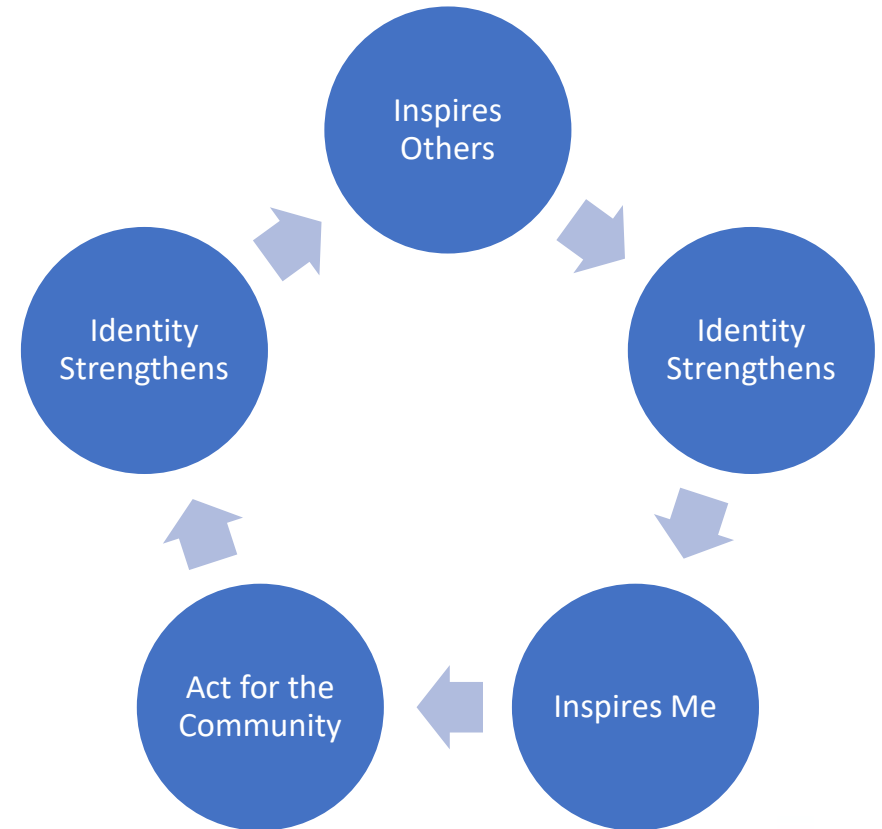 Inspires
Others
Identity
Strengthens
Inspires Me
Act for the
Community
Identity
Strengthens